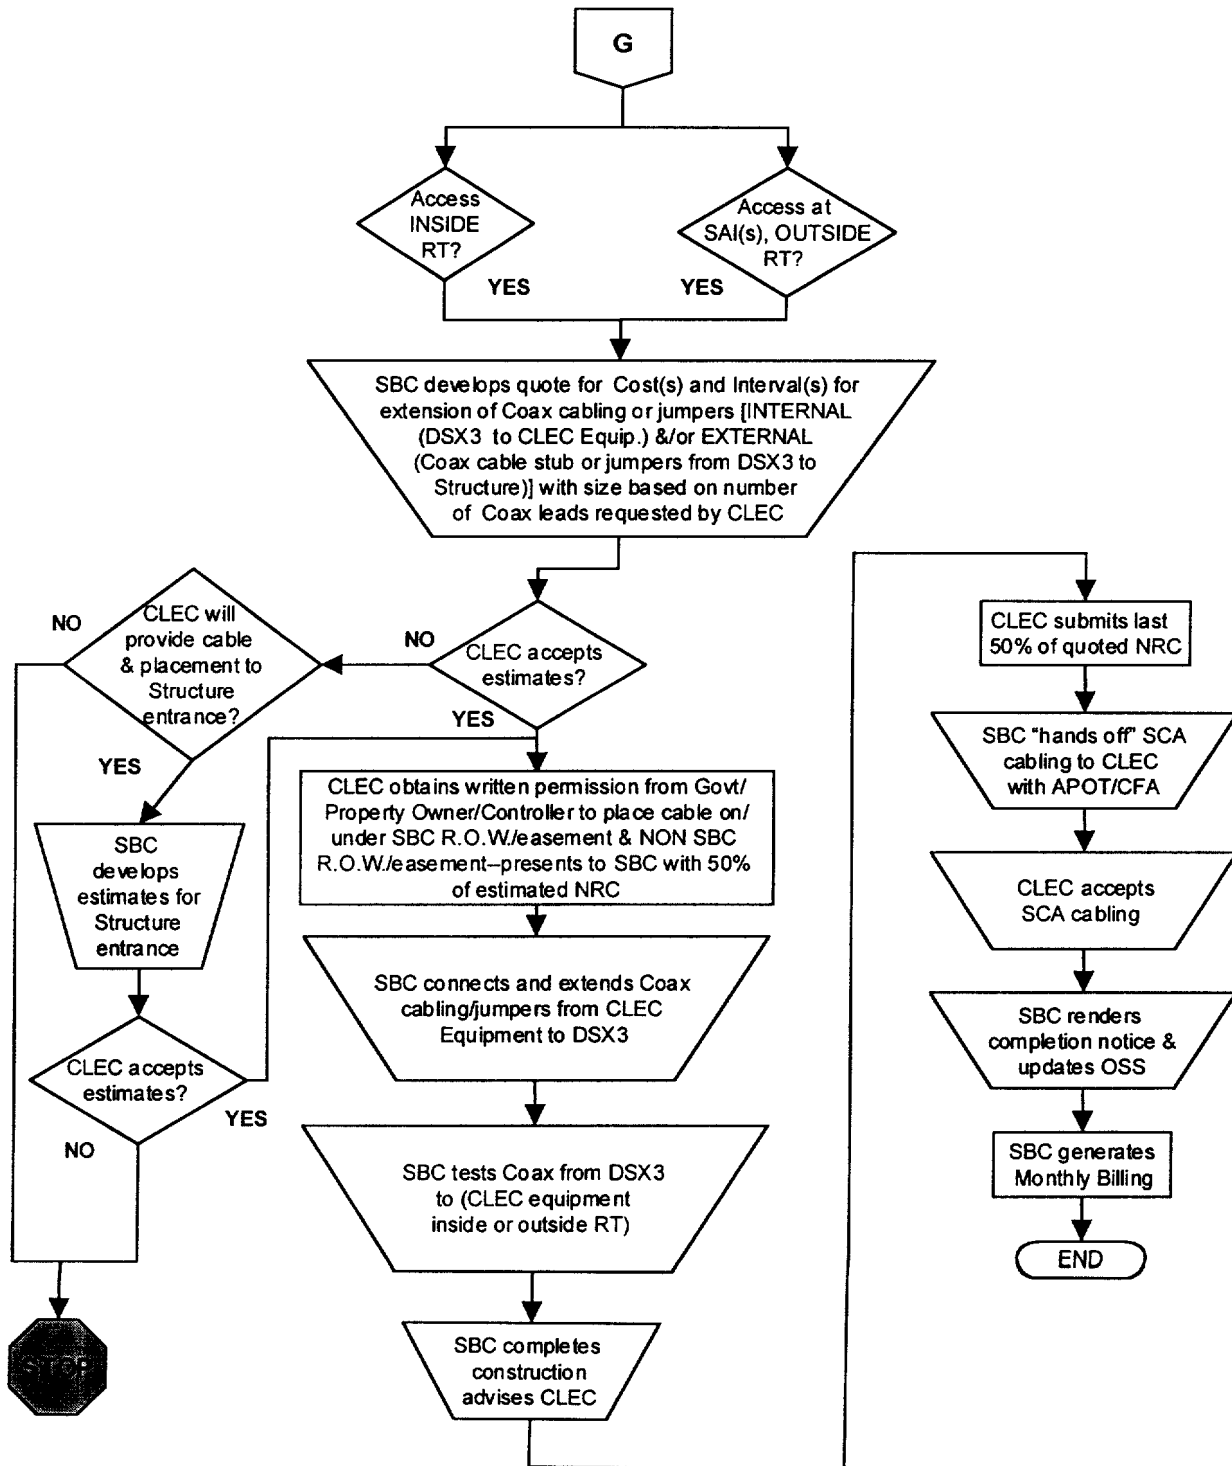 G
Access
INSIDE
RT?
YES
Access at
SAI(s), OUTSIDE
RT?
YES
SBC develops quote for Cost(s) and Interval(s) for
extension of Coax cabling or jumpers [INTERNAL
(DSX3 to CLEC Equip.) &/or EXTERNAL
(Coax cable stub or jumpers from DSX3 to
Structure)] with size based on number
of Coax leads requested by CLEC
CLEC accepts
estimates?
NO
YES
CLEC will
provide cable
& placement to
Structure
entrance?
NO
YES
SBC
develops
estimates for
Structure
entrance
CLEC accepts
estimates?
YES
NO
STOP
CLEC obtains written permission from Govt/
Property Owner/Controller to place cable on/
under SBC R.O.W./easement & NON SBC
R.O.W./easement--presents to SBC with 50%
of estimated NRC
SBC connects and extends Coax
cabling/jumpers from CLEC
Equipment to DSX3
SBC tests Coax from DSX3
to (CLEC equipment
inside or outside RT)
SBC completes
construction
advises CLEC
CLEC submits last
50% of quoted NRC
SBC "hands off" SCA
cabling to CLEC
with APOT/CFA
CLEC accepts
SCA cabling
SBC renders
completion notice &
updates OSS
SBC generates
Monthly Billing
END